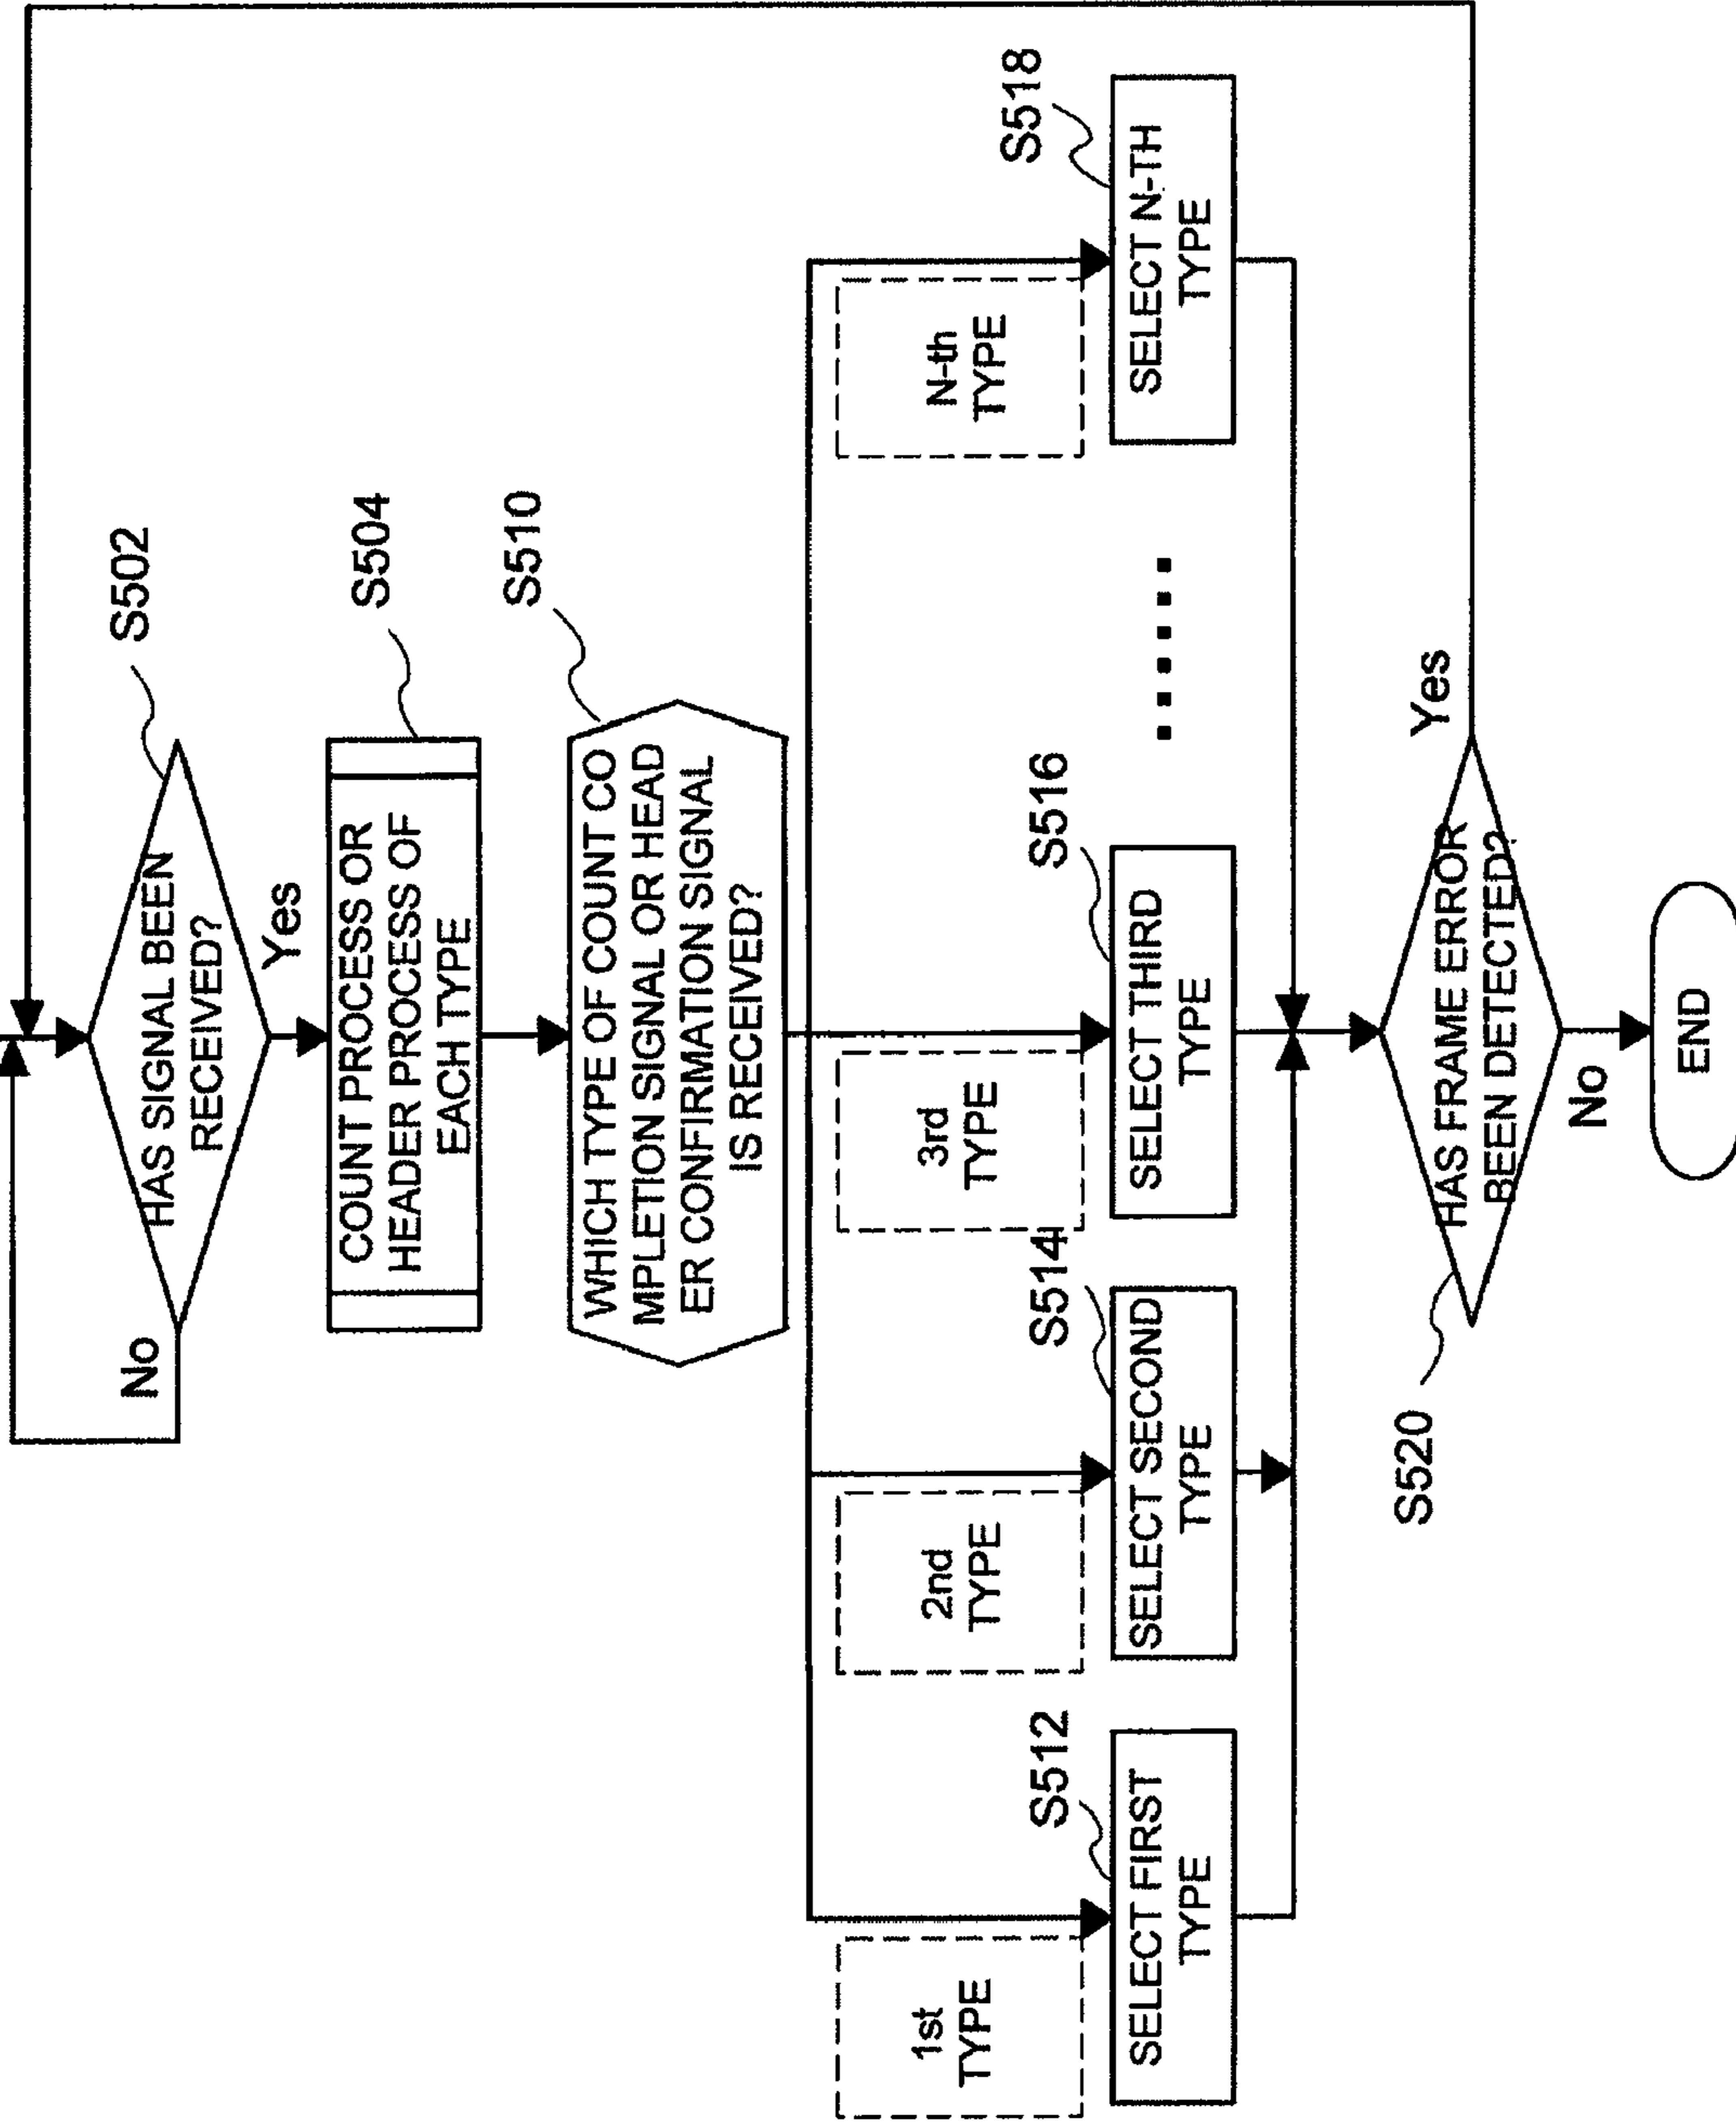 S502
HAS SIGNAL BEEN
RECEIVED?
No
Yes
S504
COUNT PROCESS OR
HEADER PROCESS OF
EACH TYPE
S510
WHICH TYPE OF COUNT CO
MPLETION SIGNAL OR HEAD
ER CONFIRMATION SIGNAL
IS RECEIVED?
1st
TYPE
2nd
TYPE
3rd
TYPE
N-th
TYPE
S512
SELECT FIRST
TYPE
S514
SELECT SECOND
TYPE
S516
SELECT THIRD
TYPE
......
S518
SELECT N-TH
TYPE
S520
HAS FRAME ERROR
BEEN DETECTED?
Yes
No
END